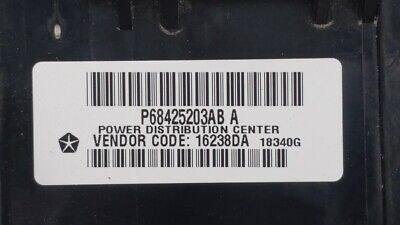 P68425203AB A
POWER DISTRIBUTION CENTER
VENDOR CODE: 16238DA 18340G